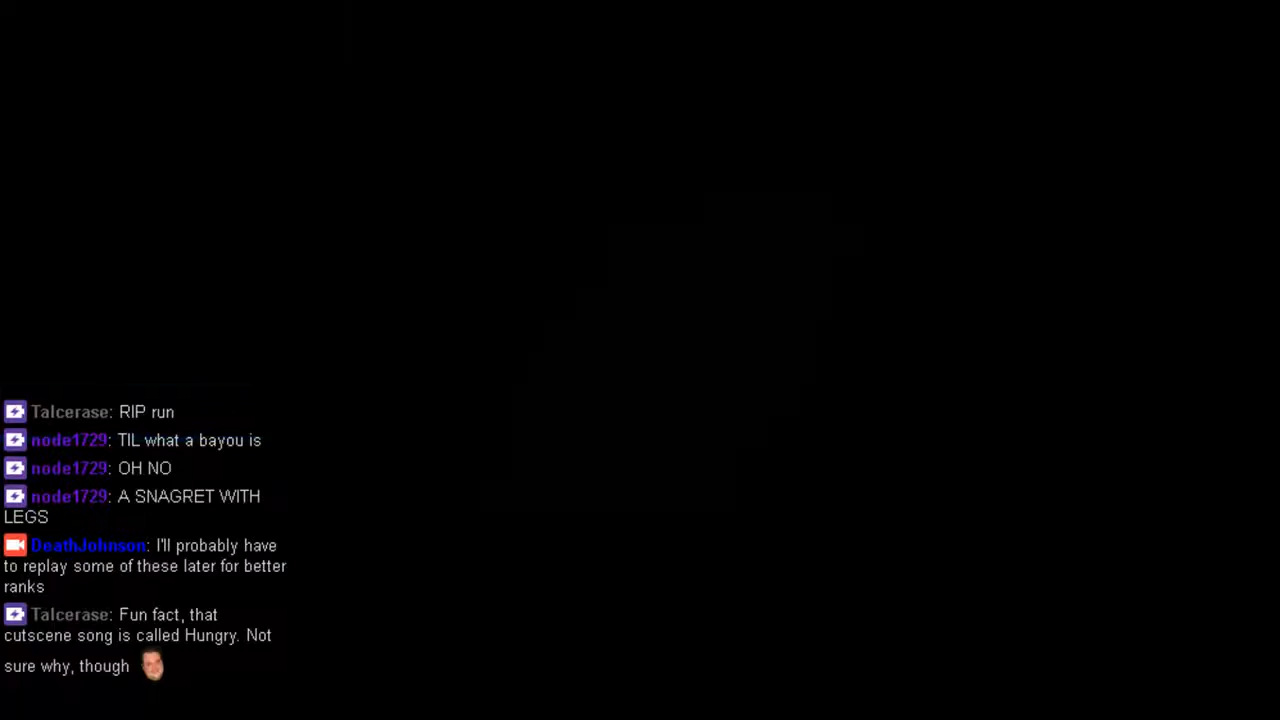 Talcerase: RIP run
node1729: TIL what a bayou is
node1729: OH NO
node1729: A SNAGRET WITH
LEGS
DeathJohnson: I'll probably have
to replay some of these later for better
ranks
Talcerase: Fun fact, that
cutscene song is called Hungry. Not
sure why, though